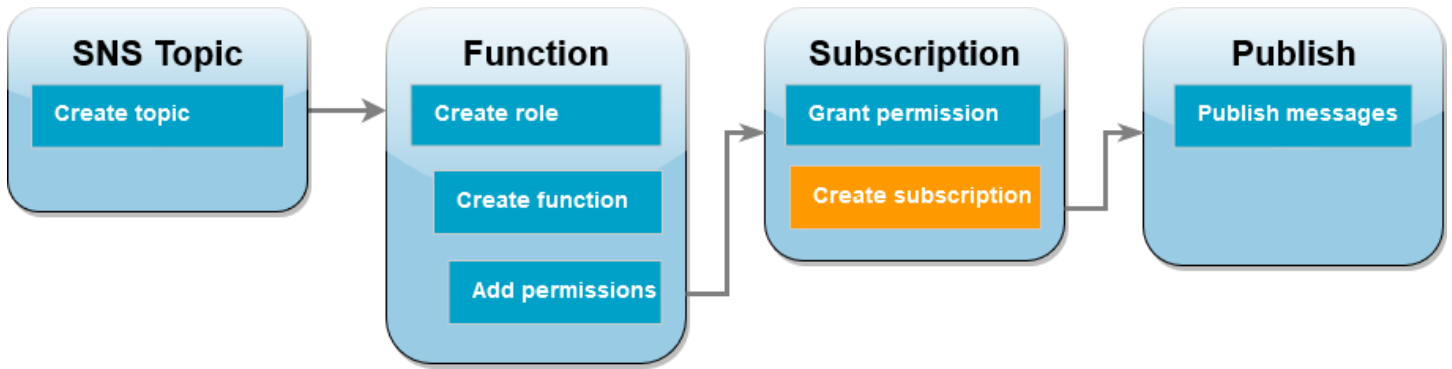 SNS Topic
Create topic
Function
Create role
Create function
Add permissions
Subscription
Grant permission
Create subscription
Publish
Publish messages